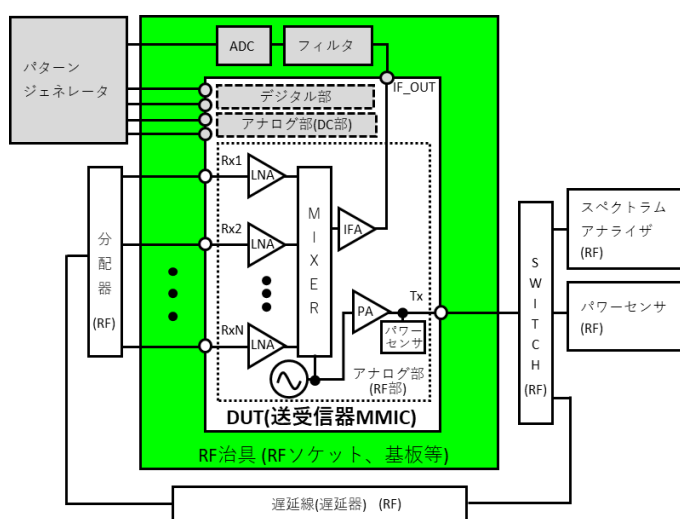 パターン
ジェネレータ
ADC
フィルタ
IF_OUT
デジタル部
アナログ部(DC部)
Rx1
LNA
Rx2
LNA
RxN
LNA
MIXER
IFA
PA
Tx
パワー
センサ
アナログ部
(RF部)
DUT(送受信器MMIC)
RF治具 (RFソケット、基板等)
分配器
(RF)
SWITCH
(RF)
スペクトラム
アナライザ
(RF)
パワーセンサ
(RF)
遅延線(遅延器) (RF)